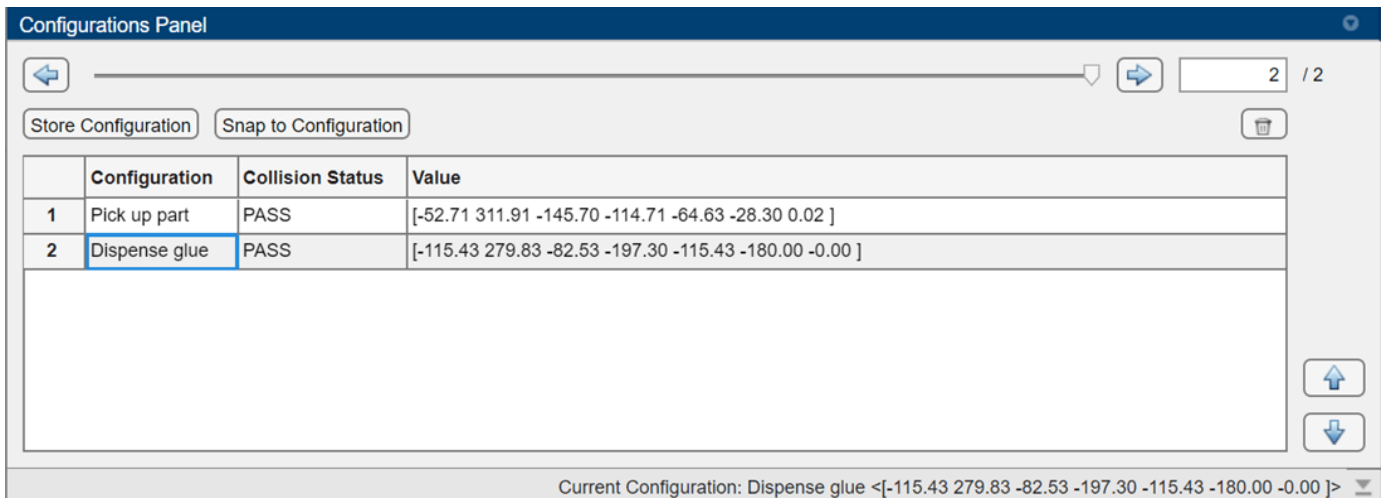 Configurations Panel
2 / 2
Store Configuration Snap to Configuration
Configuration Collision Status Value
1 Pick up part PASS [-52.71 311.91 -145.70 -114.71 -64.63 -28.30 0.02 ]
2 Dispense glue PASS [-115.43 279.83 -82.53 -197.30 -115.43 -180.00 -0.00 ]
Current Configuration: Dispense glue <[-115.43 279.83 -82.53 -197.30 -115.43 -180.00 -0.00 ]>